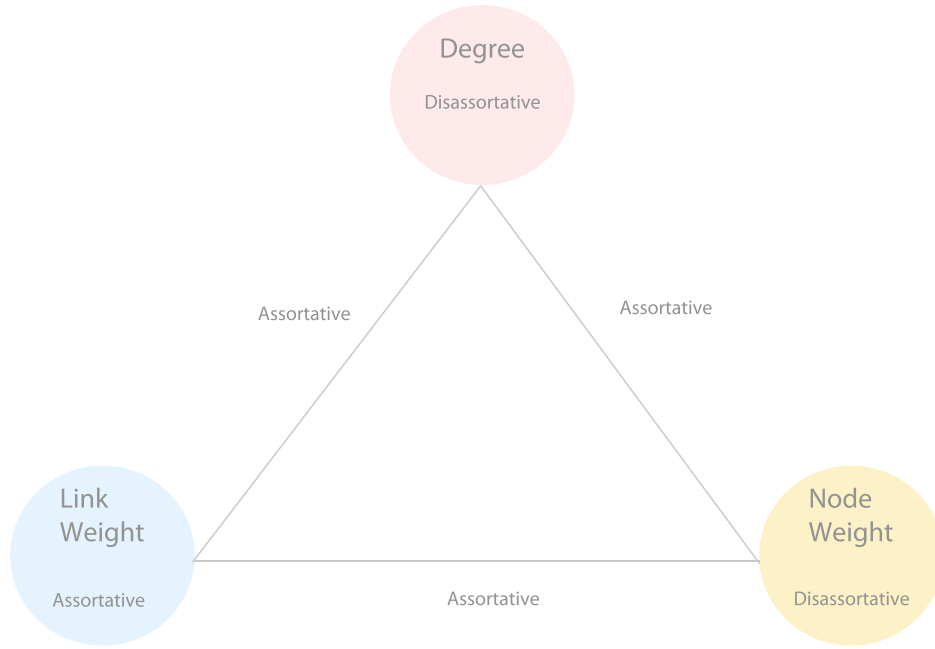 Degree
Disassortative
Assortative
Assortative
Link
Weight
Assortative
Assortative
Node
Weight
Disassortative